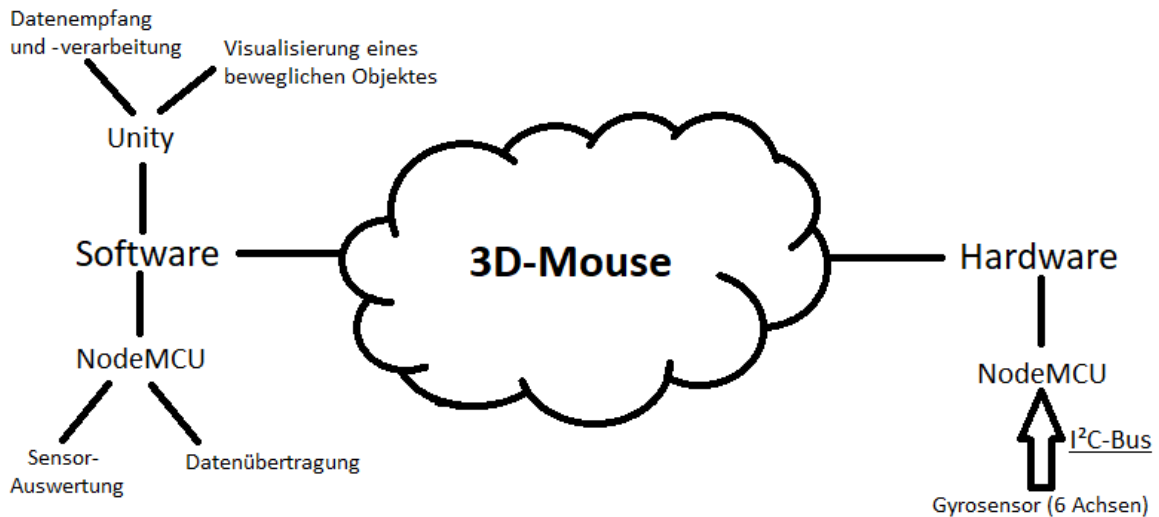 Datenempfang
und -verarbeitung
Visualisierung eines
beweglichen Objektes
Unity
Software
3D-Mouse
Hardware
NodeMCU
Sensor-
Auswertung
Datenübertragung
NodeMCU
I²C-Bus
Gyrosensor (6 Achsen)